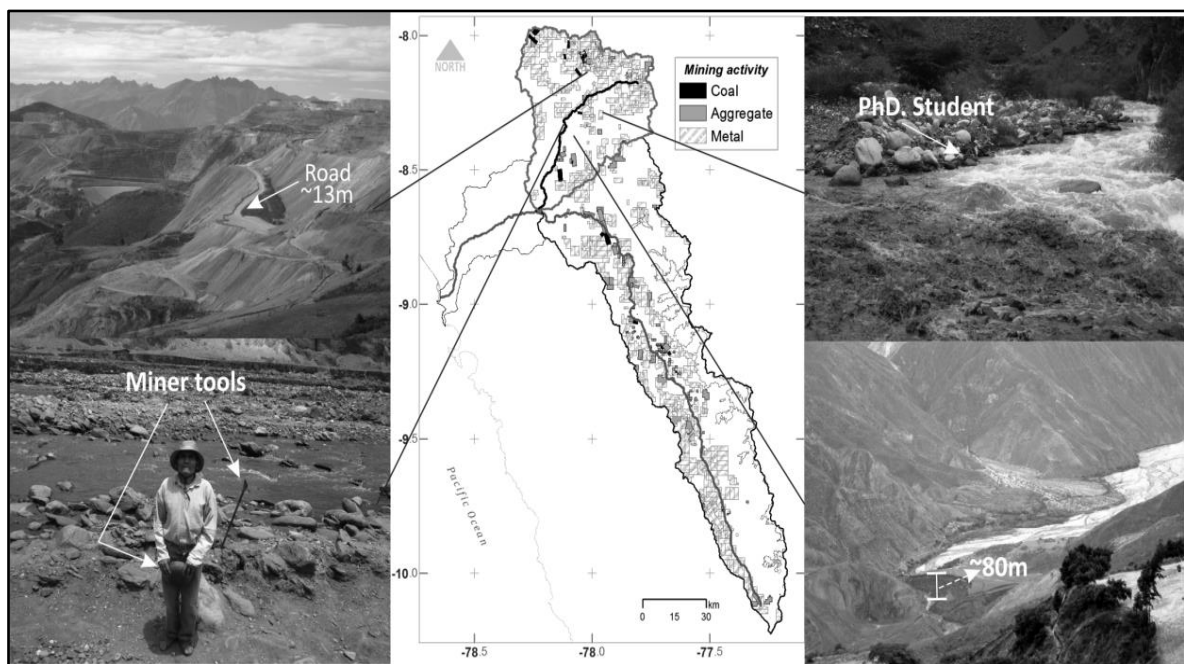 Road
~13m
Miner tools
-8.0
-8.5
-9.0
-9.5
-10.0
NORTH
Mining activity
Coal
Aggregate
Metal
Pacific Ocean
0 15 30
km
-78.5 -78.0 -77.5
PhD. Student
~80m